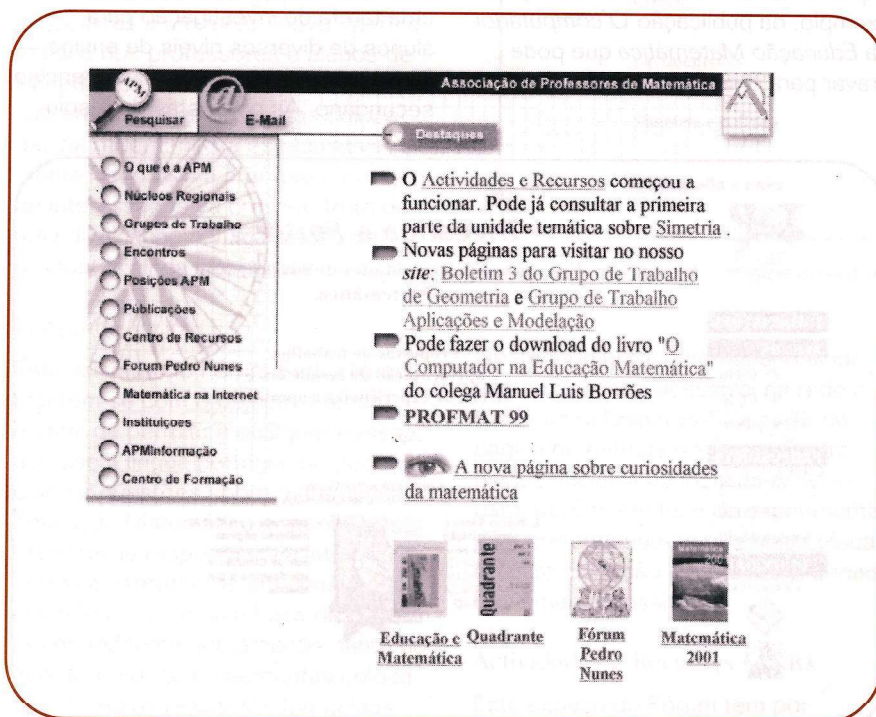 Associação de Professores de Matemática
APM
Pesquisar
E-Mail
Destaques
O que é a APM
Núcleos Regionais
Grupos de Trabalho
Encontros
Posições APM
Publicações
Centro de Recursos
Forum Pedro Nunes
Matemática na Internet
Instituiçoes
APMInformação
Centro de Formação
O Actividades e Recursos começou a
funcionar. Pode já consultar a primeira
parte da unidade temática sobre Simetria .
Novas páginas para visitar no nosso
site: Boletim 3 do Grupo de Trabalho
de Geometria e Grupo de Trabalho
Aplicações e Modelação
Pode fazer o download do livro "O
Computador na Educação Matemática"
do colega Manuel Luis Borrões
PROFMAT 99
A nova página sobre curiosidades
da matemática
Quadrante
Educação e
Matemática
Quadrante
Fórum
Pedro
Nunes
Matemática
2001